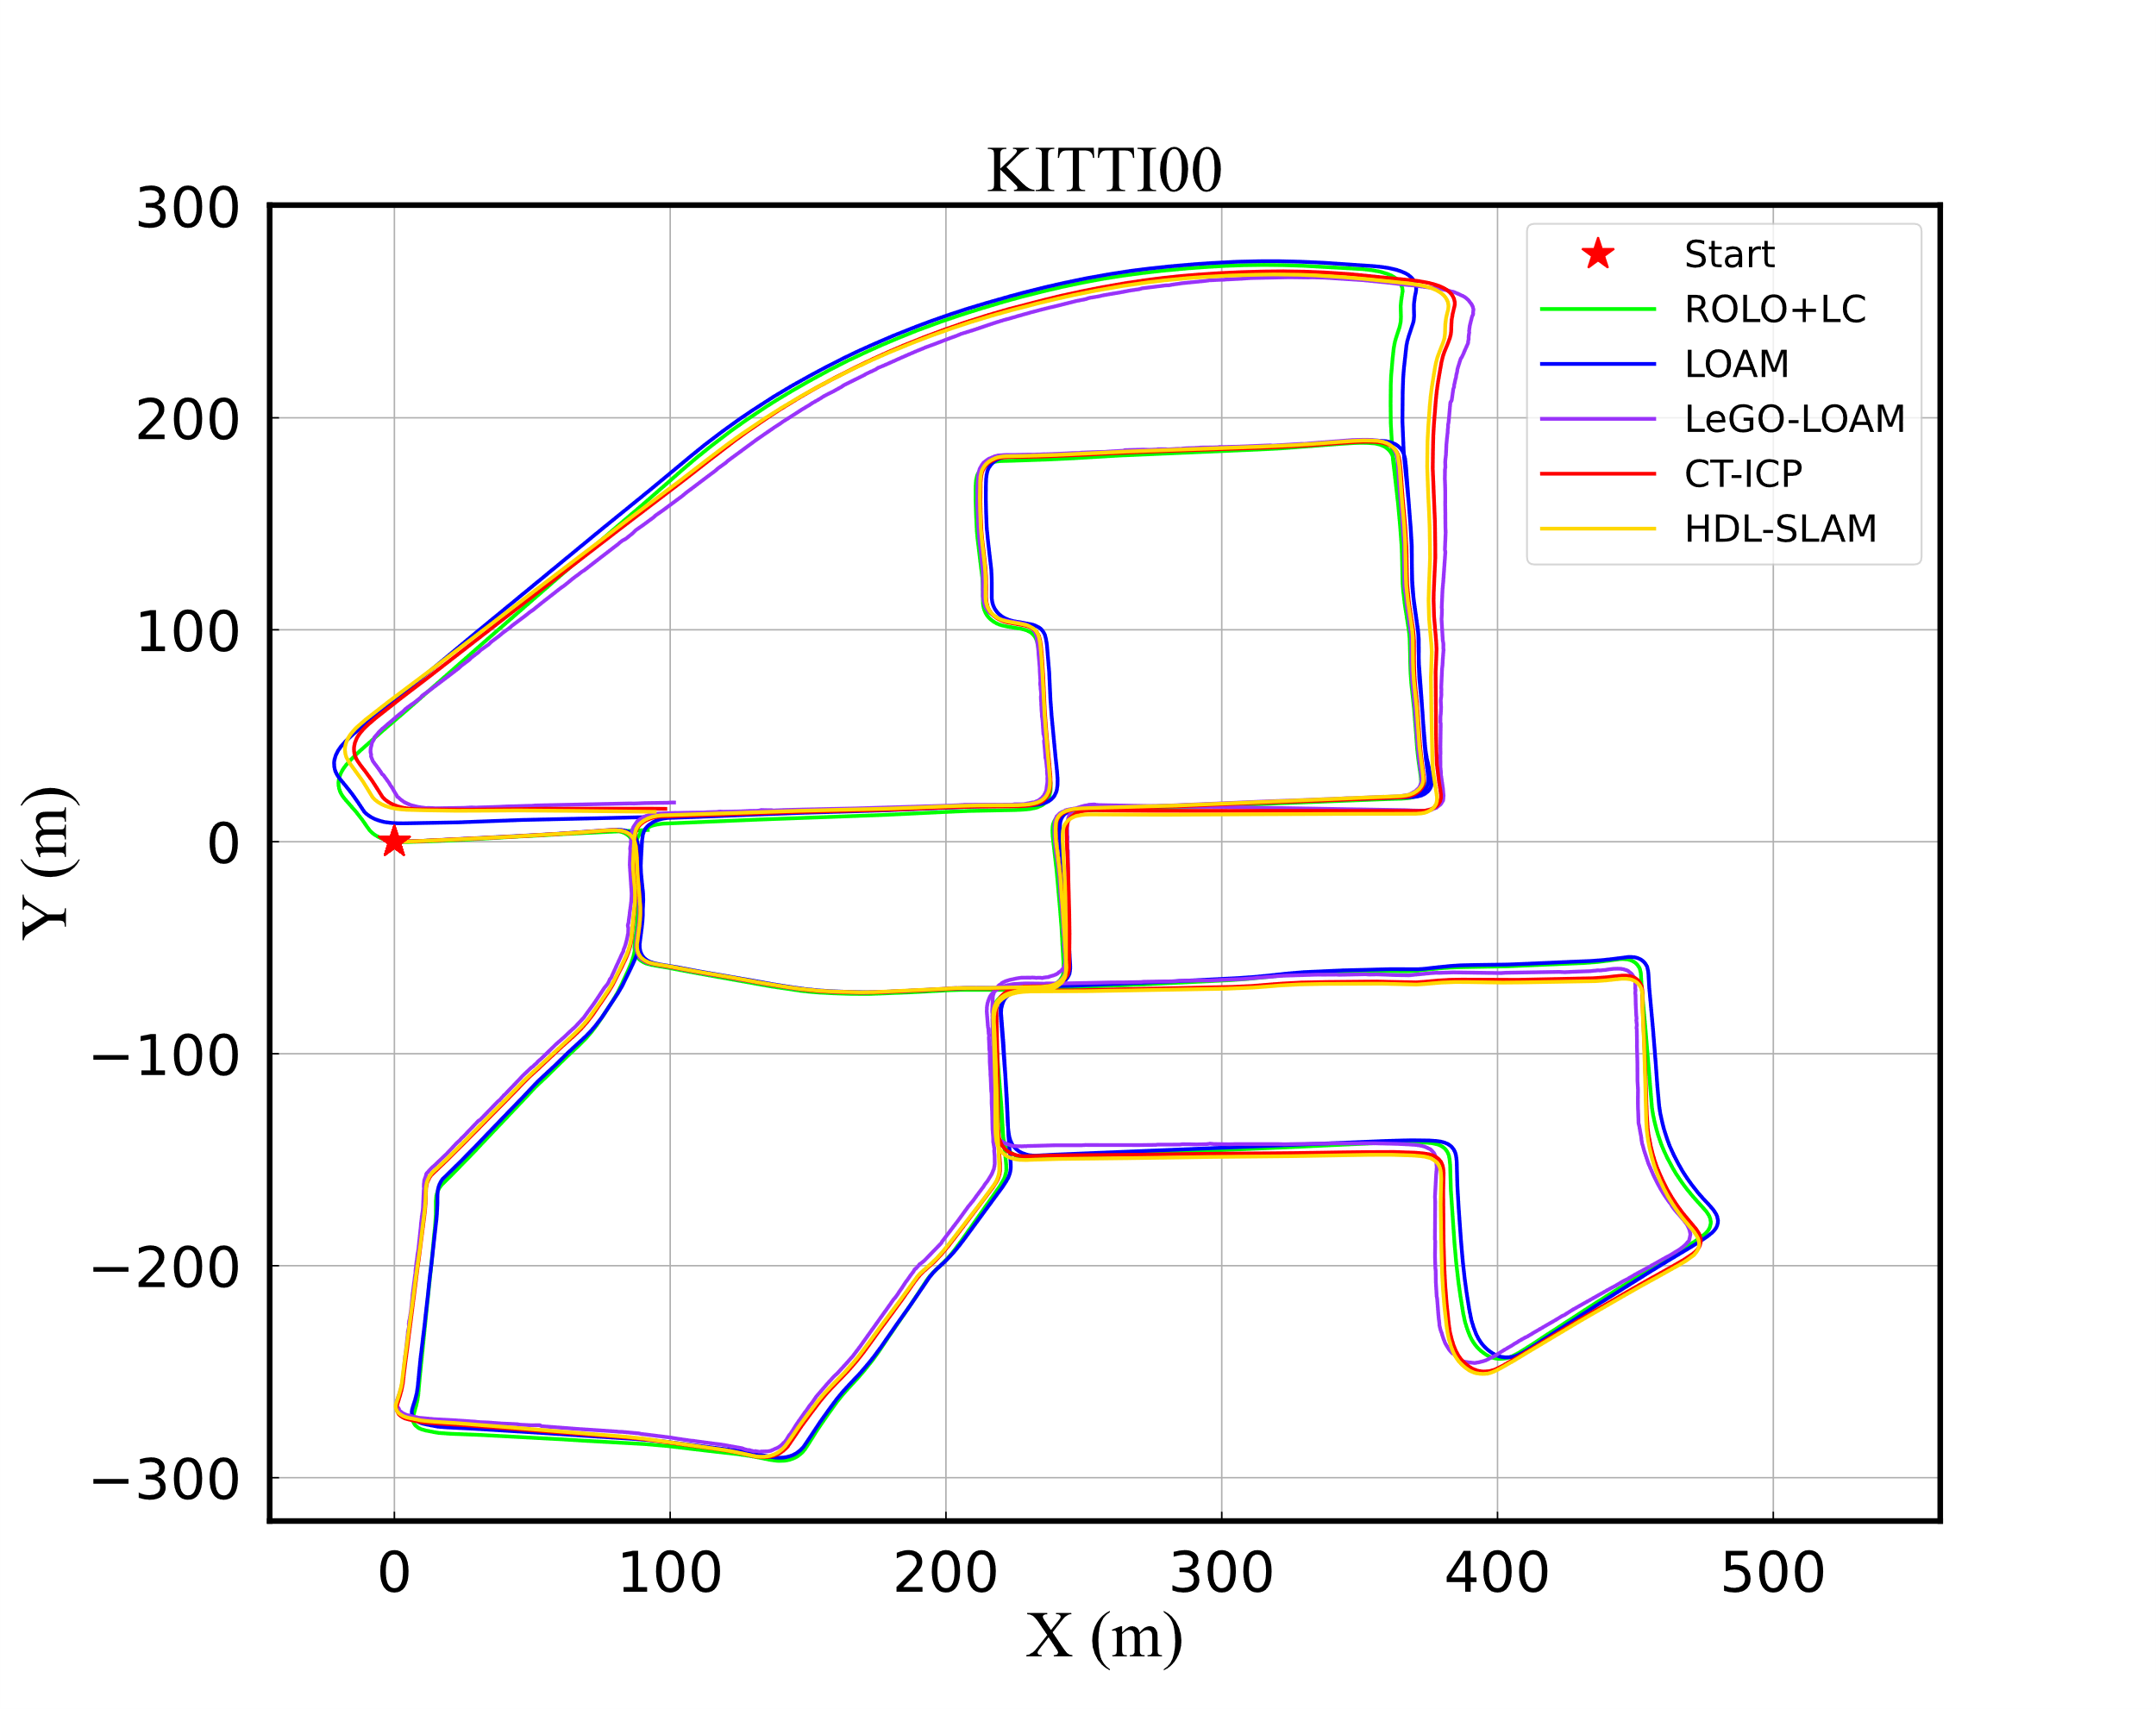 KITTI00
300
200
100
0
−100
−200
−300
Y (m)
0
100
200
300
400
500
X (m)
Start
ROLO+LC
LOAM
LeGO-LOAM
CT-ICP
HDL-SLAM